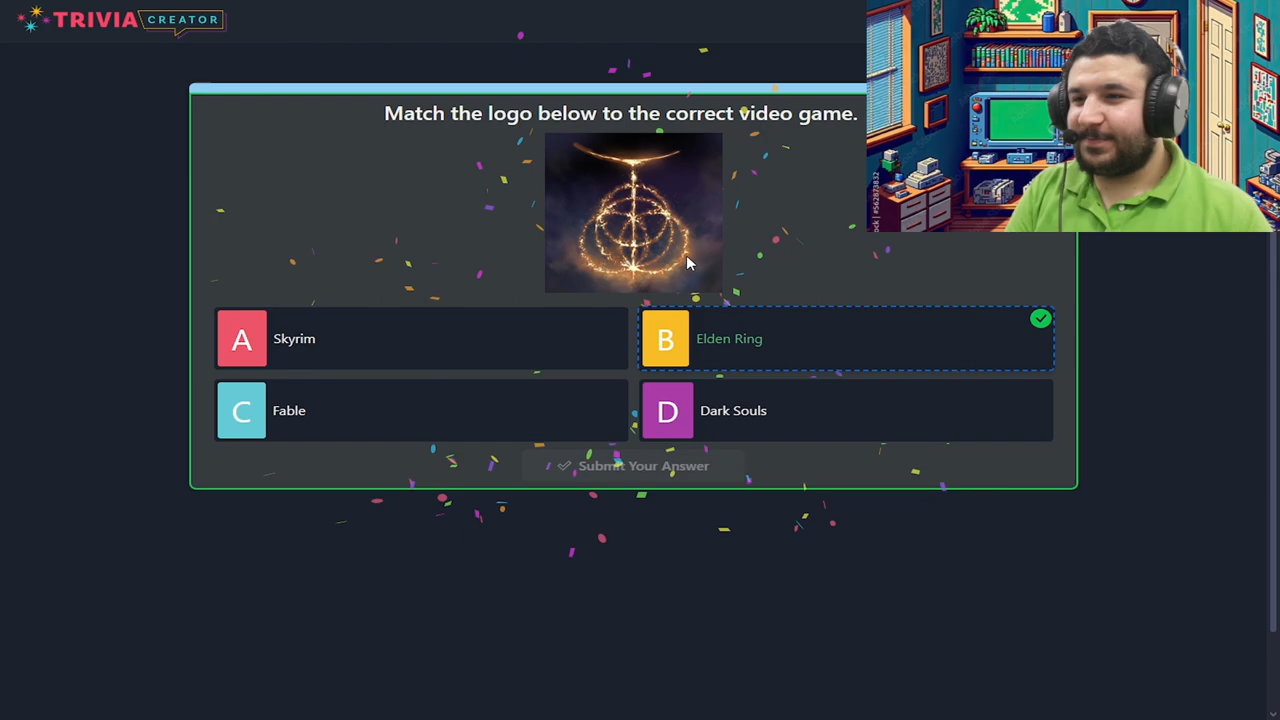 TRIVIA CREATOR
Match the logo below to the correct video game.
A Skyrim
B Elden Ring
C Fable
D Dark Souls
Submit Your Answer
#562873832